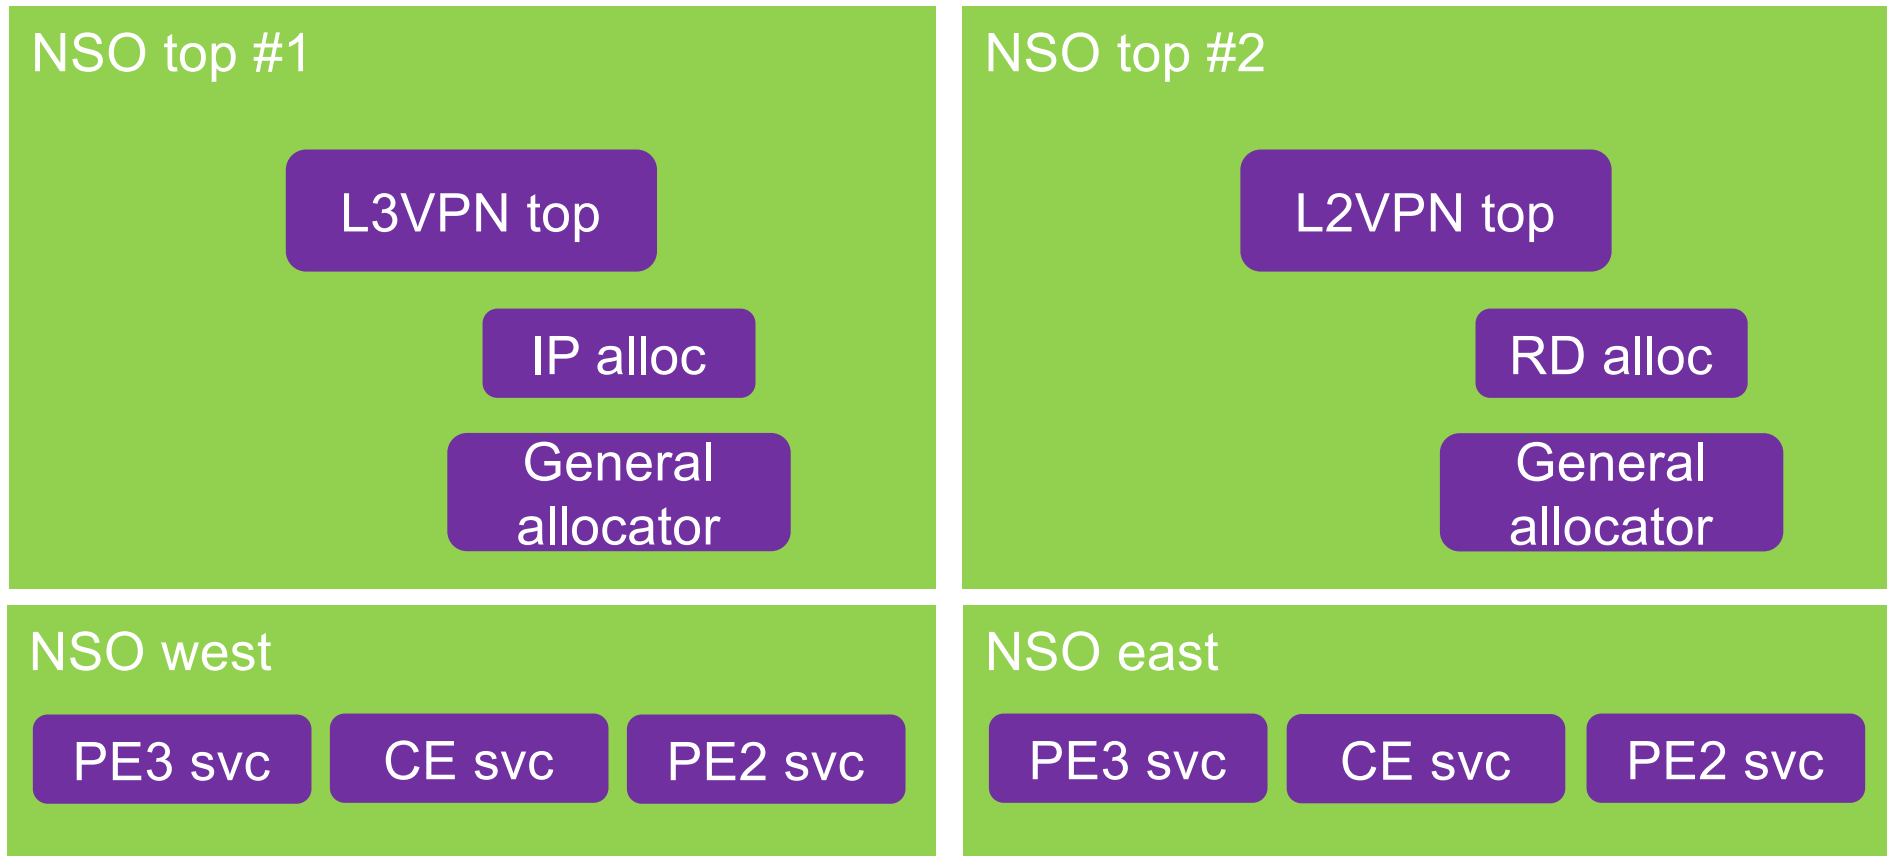 NSO top #1
L3VPN top
IP alloc
General
allocator
NSO top #2
L2VPN top
RD alloc
General
allocator
NSO west
PE3 svc
CE svc
PE2 svc
NSO east
PE3 svc
CE svc
PE2 svc